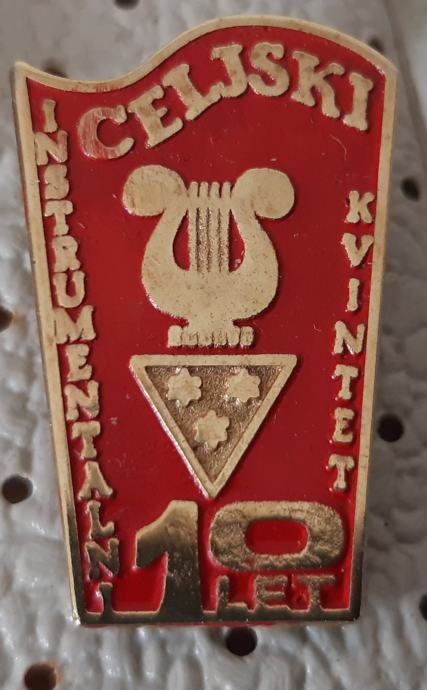 CELJSKI
INSTRUMENTALNI
KVINTET
10
LET